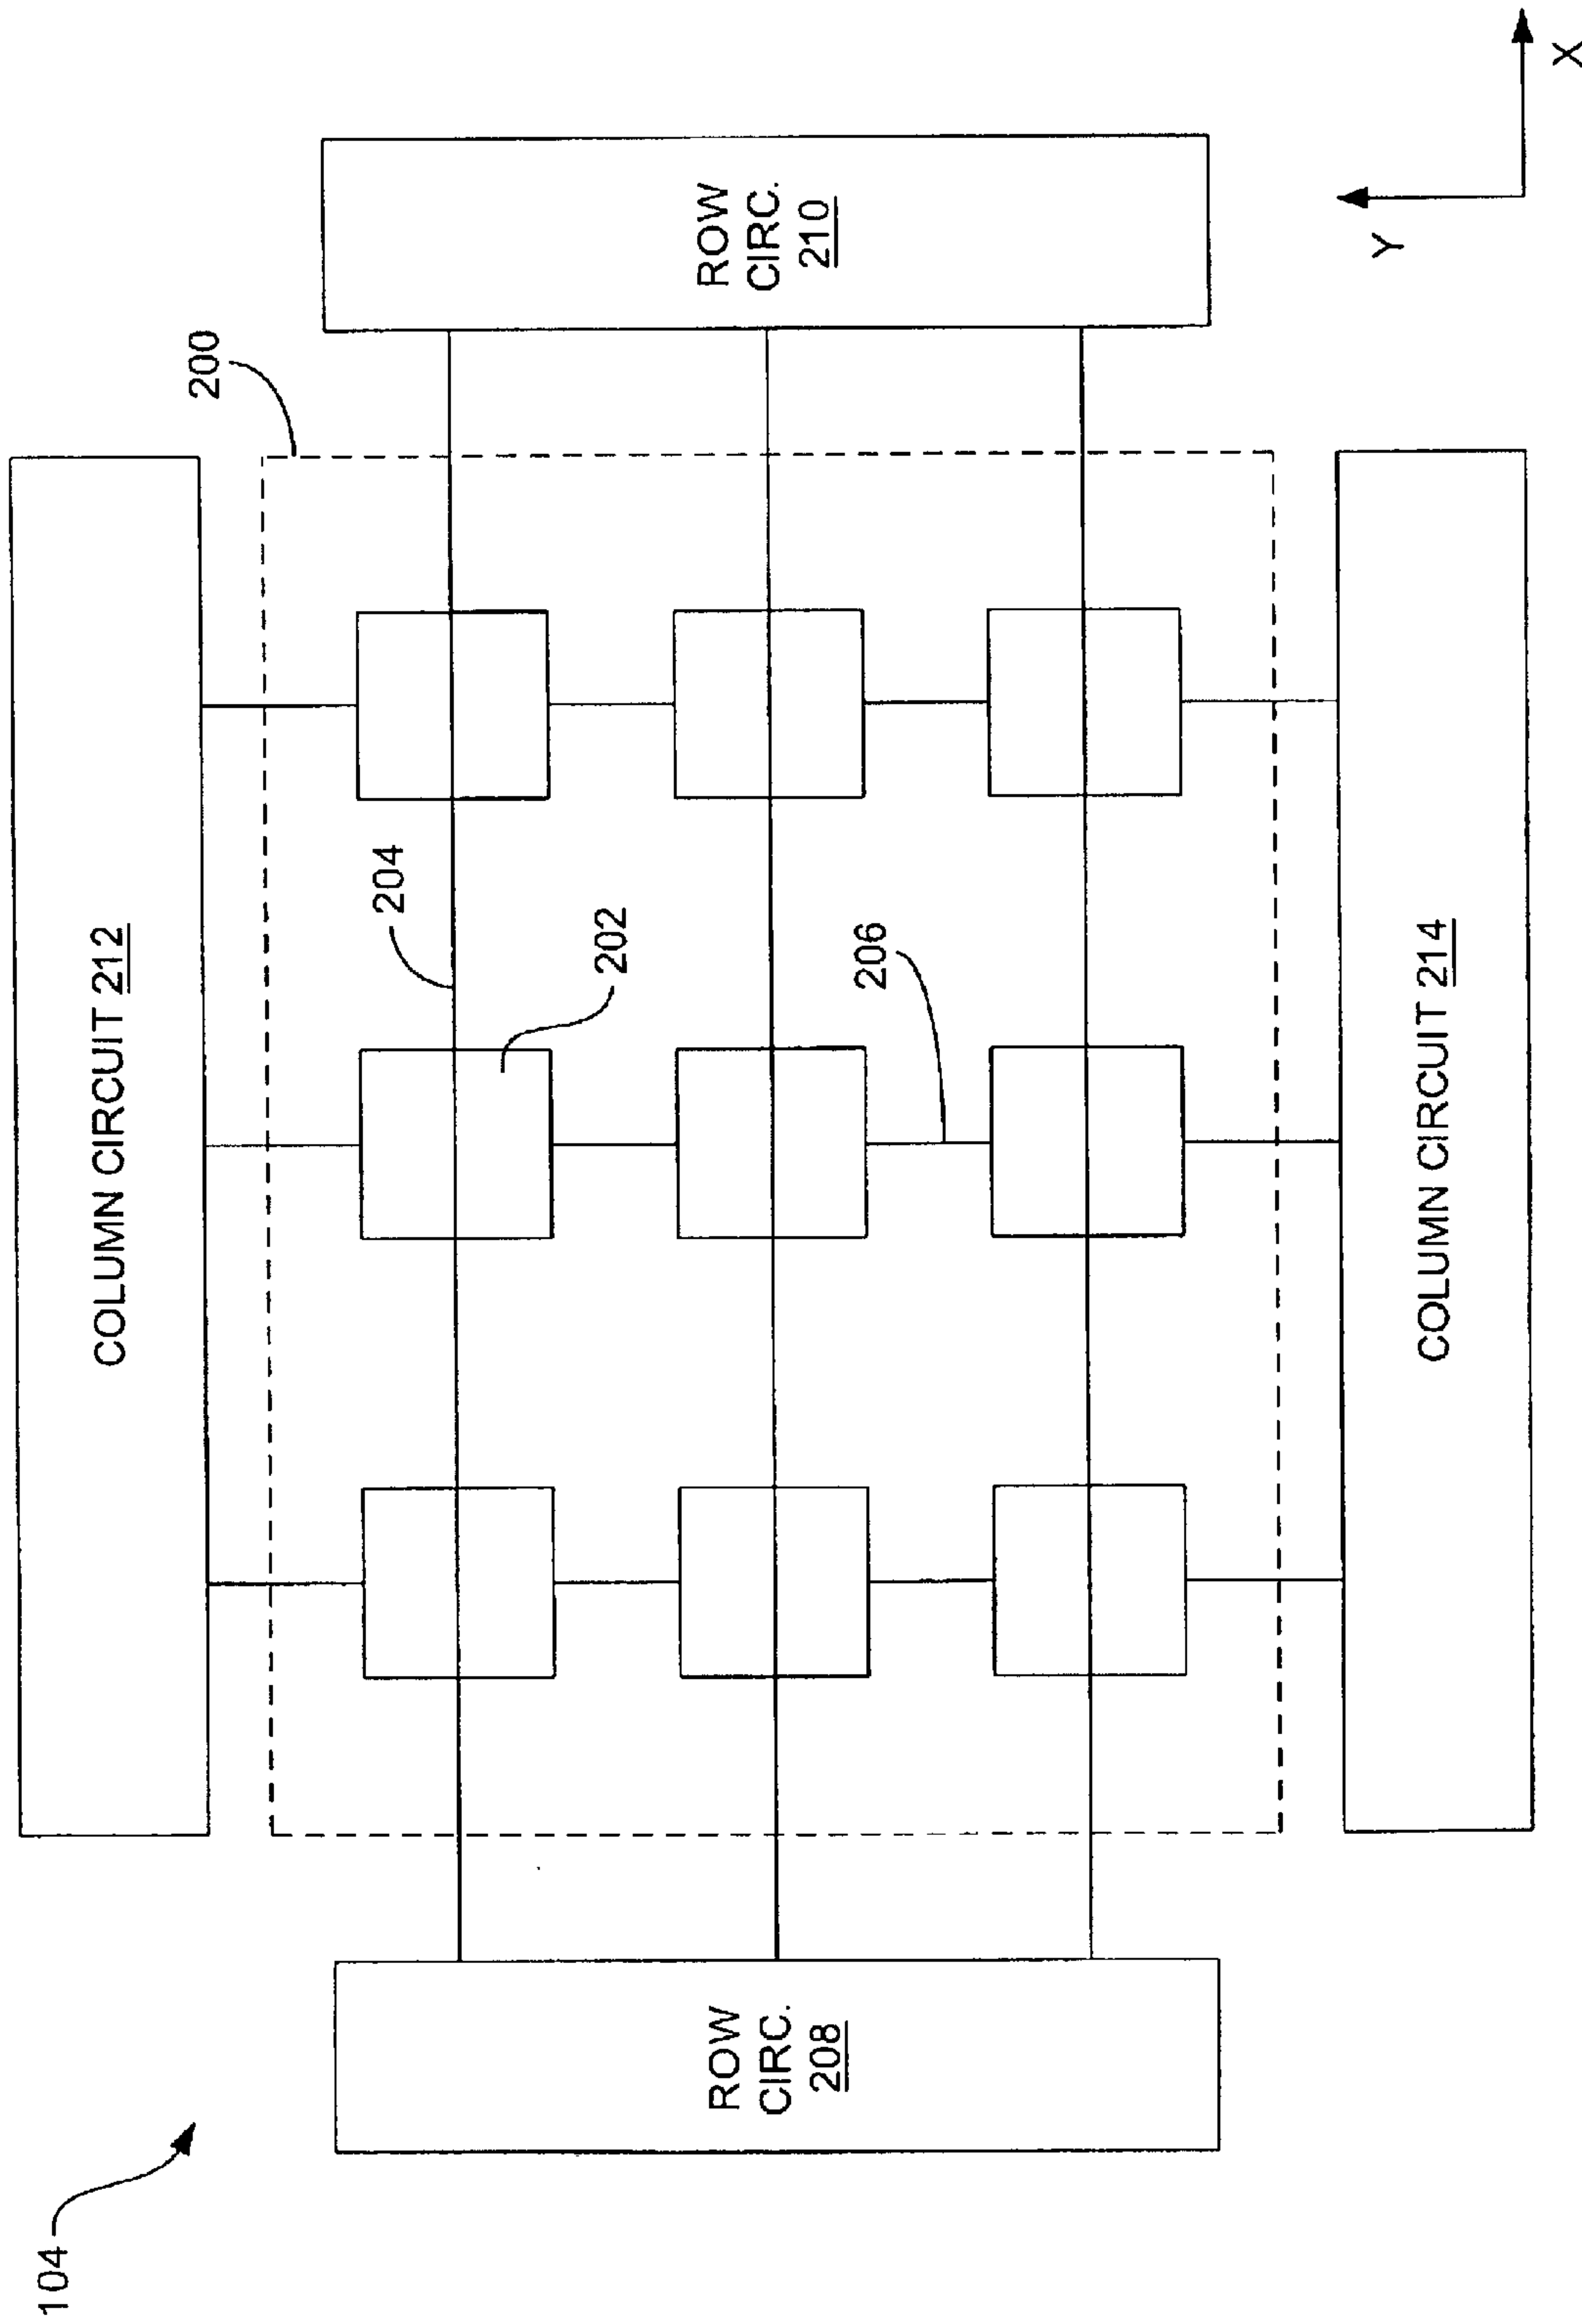 104
COLUMN CIRCUIT 212
200
204
202
ROW
CIRC.
208
ROW
CIRC.
210
206
Y
COLUMN CIRCUIT 214
X